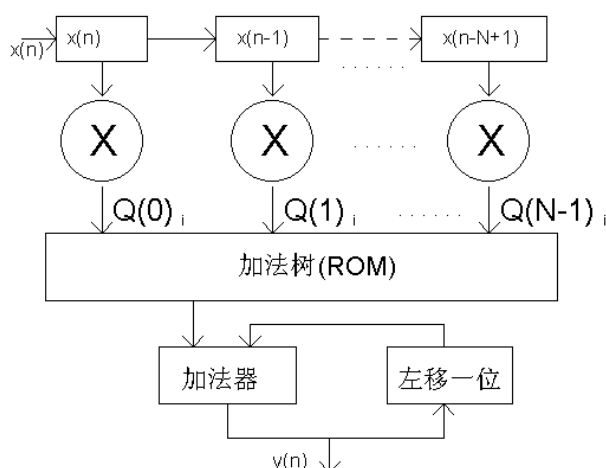 x(n) x(n) x(n-1) x(n-N+1)
. . . . . .
X X . . . . . . X
Q(0) i Q(1) i . . . . . . Q(N-1) i
加法树(ROM)
加法器 左移一位
y(n)